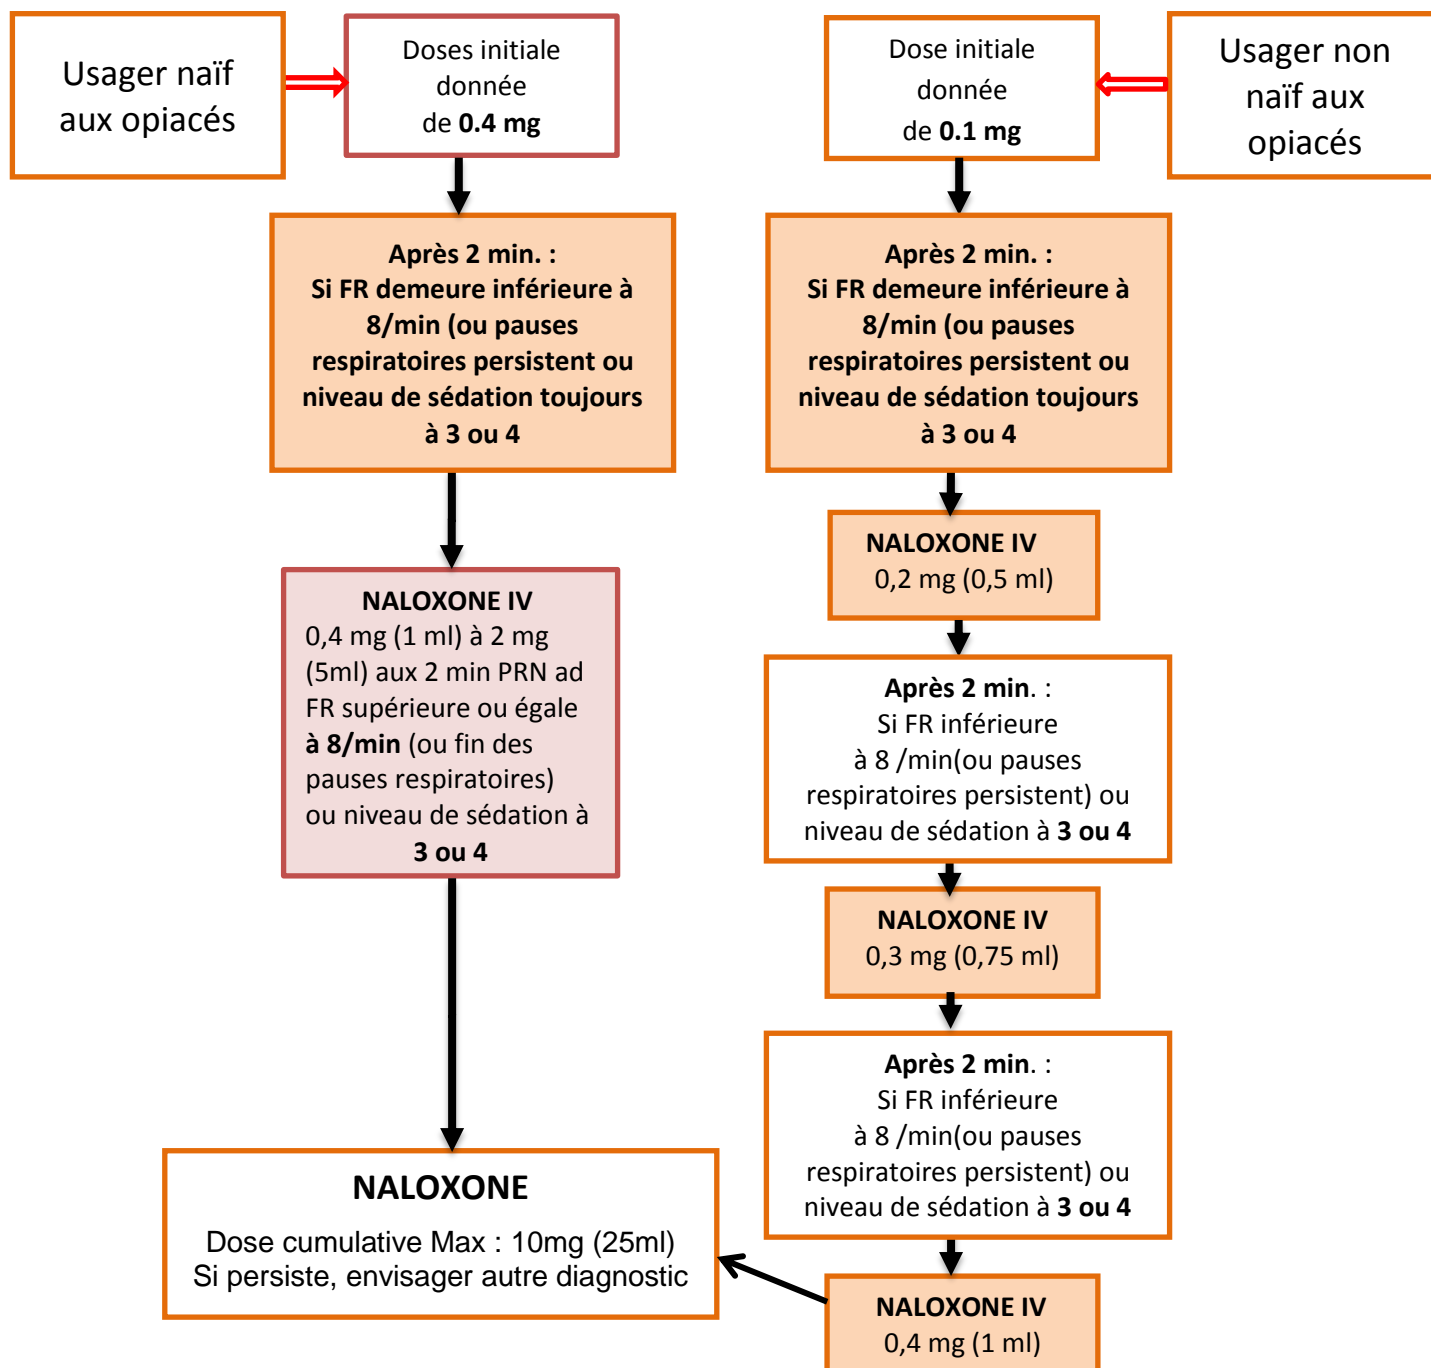 Usager naïf
aux opiacés
Doses initiale
donnée
de 0.4 mg
Dose initiale
donnée
de 0.1 mg
Usager non
naïf aux
opiacés
Après 2 min. :
Si FR demeure inférieure à
8/min (ou pauses
respiratoires persistent ou
niveau de sédation toujours
à 3 ou 4
Après 2 min. :
Si FR demeure inférieure à
8/min (ou pauses
respiratoires persistent ou
niveau de sédation toujours
à 3 ou 4
NALOXONE IV
0,2 mg (0,5 ml)
NALOXONE IV
0,4 mg (1 ml) à 2 mg
(5ml) aux 2 min PRN ad
FR supérieure ou égale
à 8/min (ou fin des
pauses respiratoires)
ou niveau de sédation à
3 ou 4
Après 2 min. :
Si FR inférieure
à 8 /min(ou pauses
respiratoires persistent) ou
niveau de sédation à 3 ou 4
NALOXONE IV
0,3 mg (0,75 ml)
Après 2 min. :
Si FR inférieure
à 8 /min(ou pauses
respiratoires persistent) ou
niveau de sédation à 3 ou 4
NALOXONE
Dose cumulative Max : 10mg (25ml)
Si persiste, envisager autre diagnostic
NALOXONE IV
0,4 mg (1 ml)